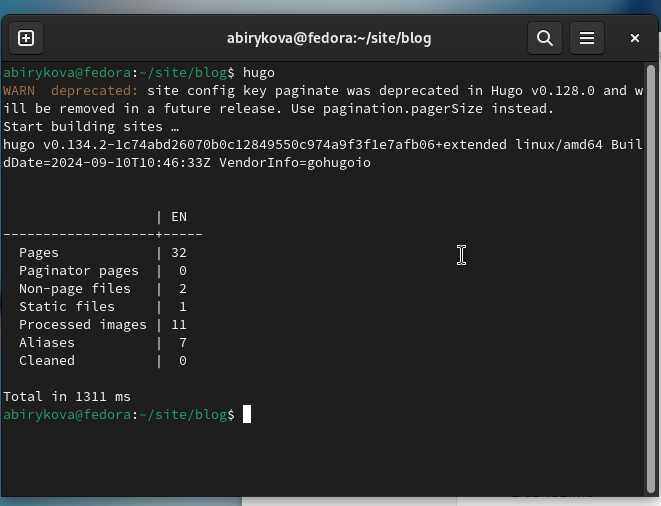 abirykova@fedora:~/site/blog
abirykova@fedora:~/site/blog$ hugo
WARN  deprecated: site config key paginate was deprecated in Hugo v0.128.0 and w
ill be removed in a future release. Use pagination.pagerSize instead.
Start building sites …
hugo v0.134.2-1c74abd26070b0c12849550c974a9f3f1e7afb06+extended linux/amd64 Buil
dDate=2024-09-10T10:46:33Z VendorInfo=gohugoio
                   | EN
-------------------+-----
  Pages            | 32
  Paginator pages  |  0
  Non-page files   |  2
  Static files     |  1
  Processed images | 11
  Aliases          |  7
  Cleaned          |  0
Total in 1311 ms
abirykova@fedora:~/site/blog$